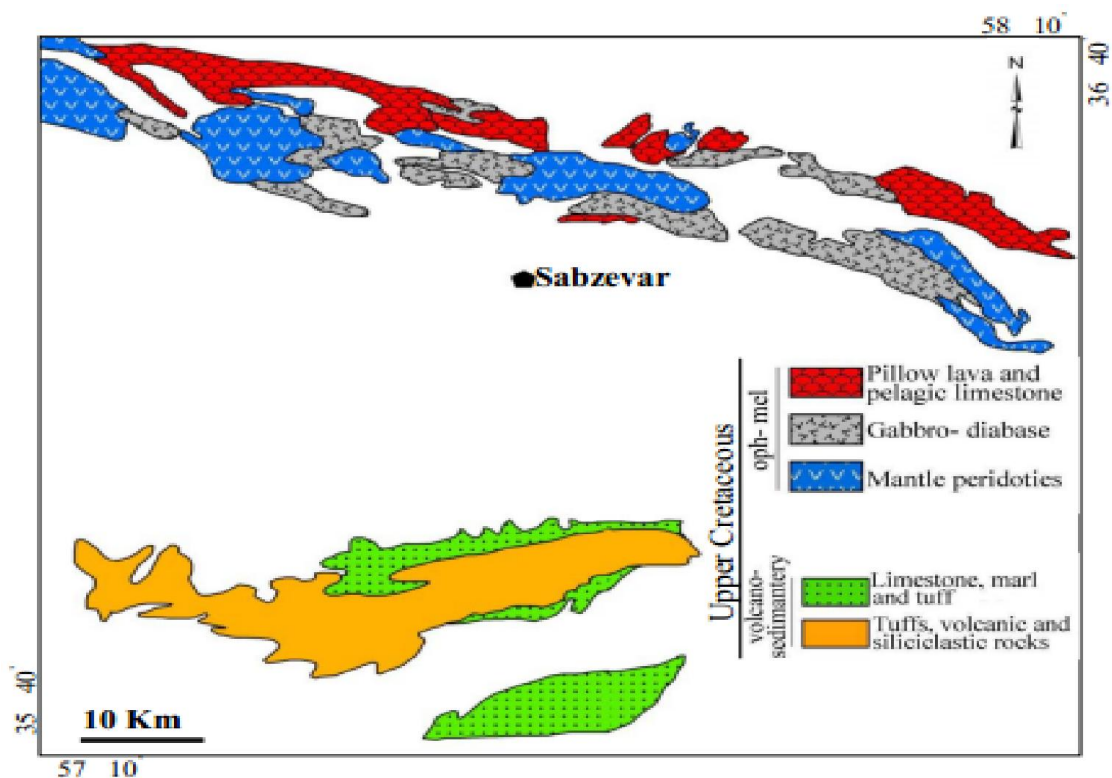 58 10'
36 40'
N
Sabzevar
Upper Cretaceous
oph- mel
Pillow lava and
pelagic limestone
Gabbro- diabase
Mantle peridoties
volcano-
sedimantery
Limestone, marl
and tuff
Tuffs, volcanic and
siliciclastic rocks
35 40'
10 Km
57 10'